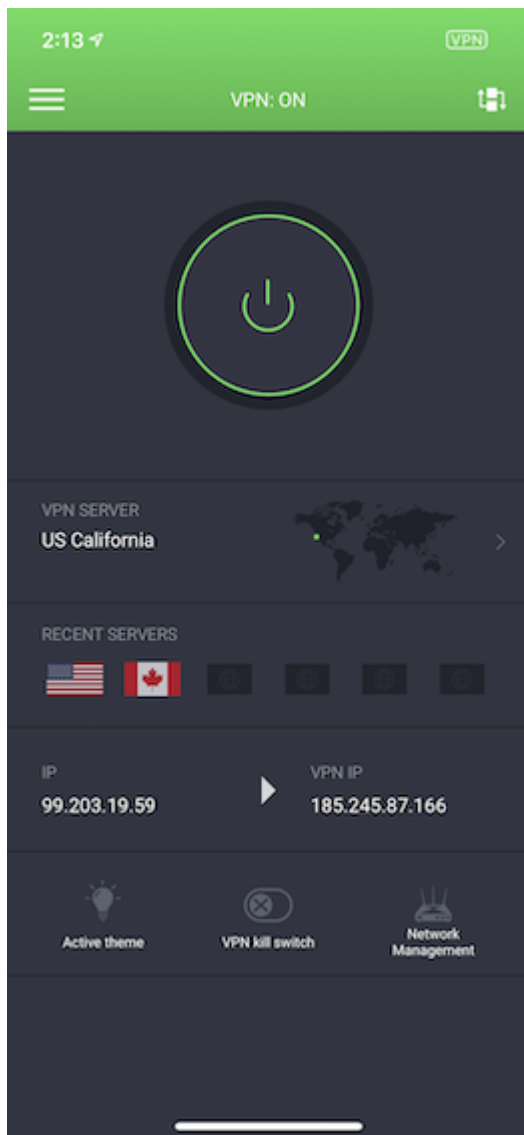 2:13
VPN
VPN: ON
VPN SERVER
US California
RECENT SERVERS
IP
99.203.19.59
VPN IP
185.245.87.166
Active theme
VPN kill switch
Network
Management